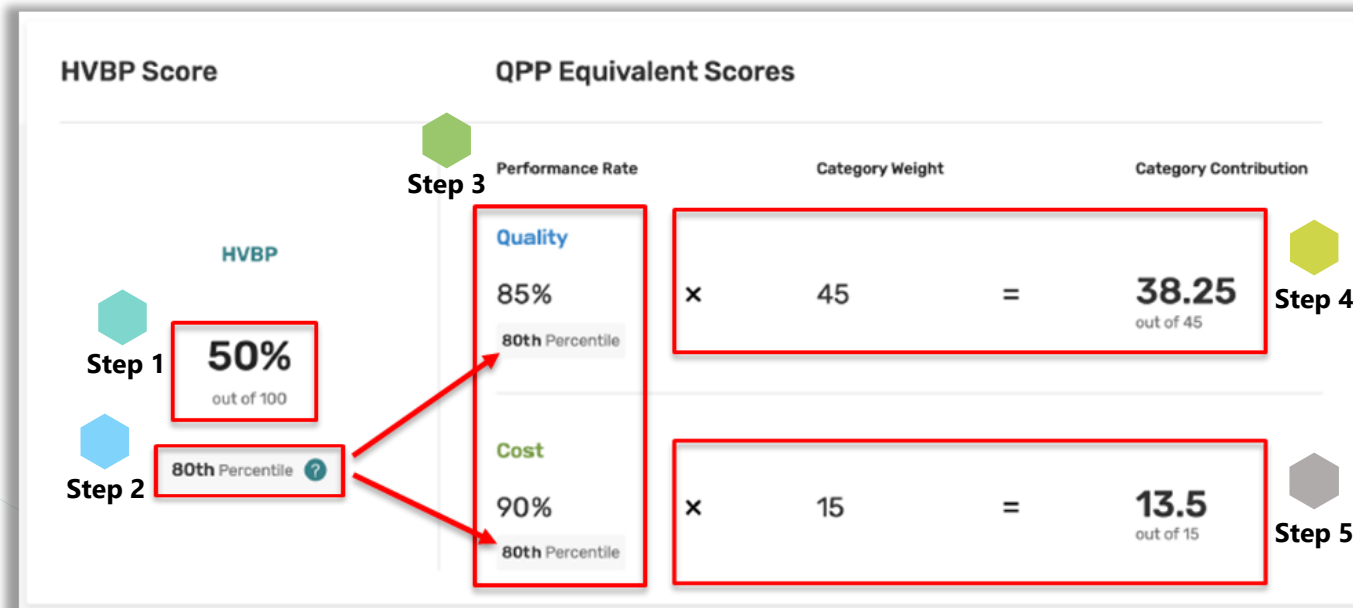 HVBP Score
QPP Equivalent Scores
Performance Rate
Category Weight
Category Contribution
Step 3
HVBP
Step 1
50%
out of 100
Step 2
80th Percentile ?
Quality
85%
80th Percentile
× 45 = 38.25
out of 45
Step 4
Cost
90%
80th Percentile
× 15 = 13.5
out of 15
Step 5